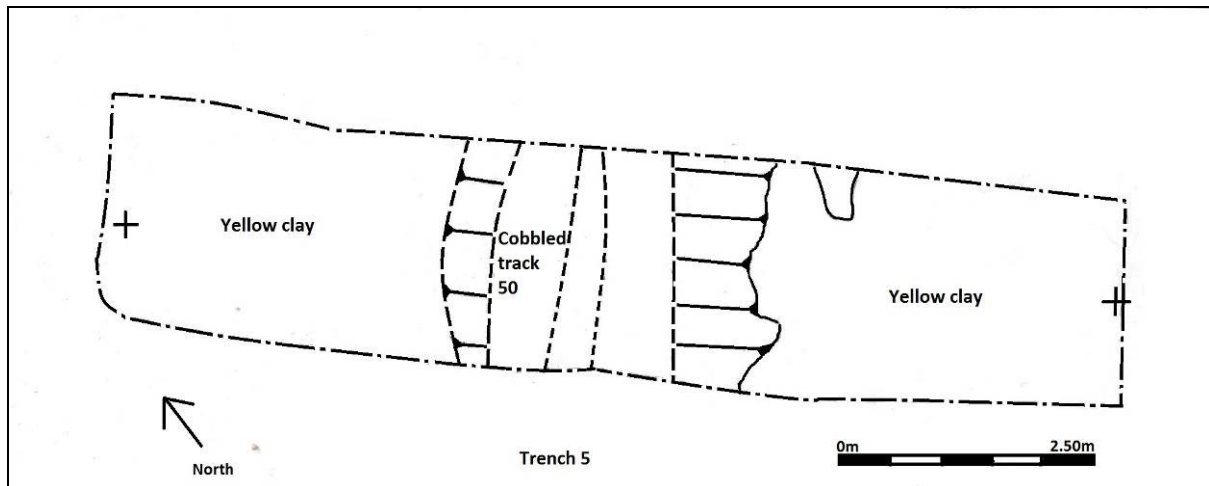 Yellow clay
Cobbled
track
50
Yellow clay
North
Trench 5
0m 2.50m